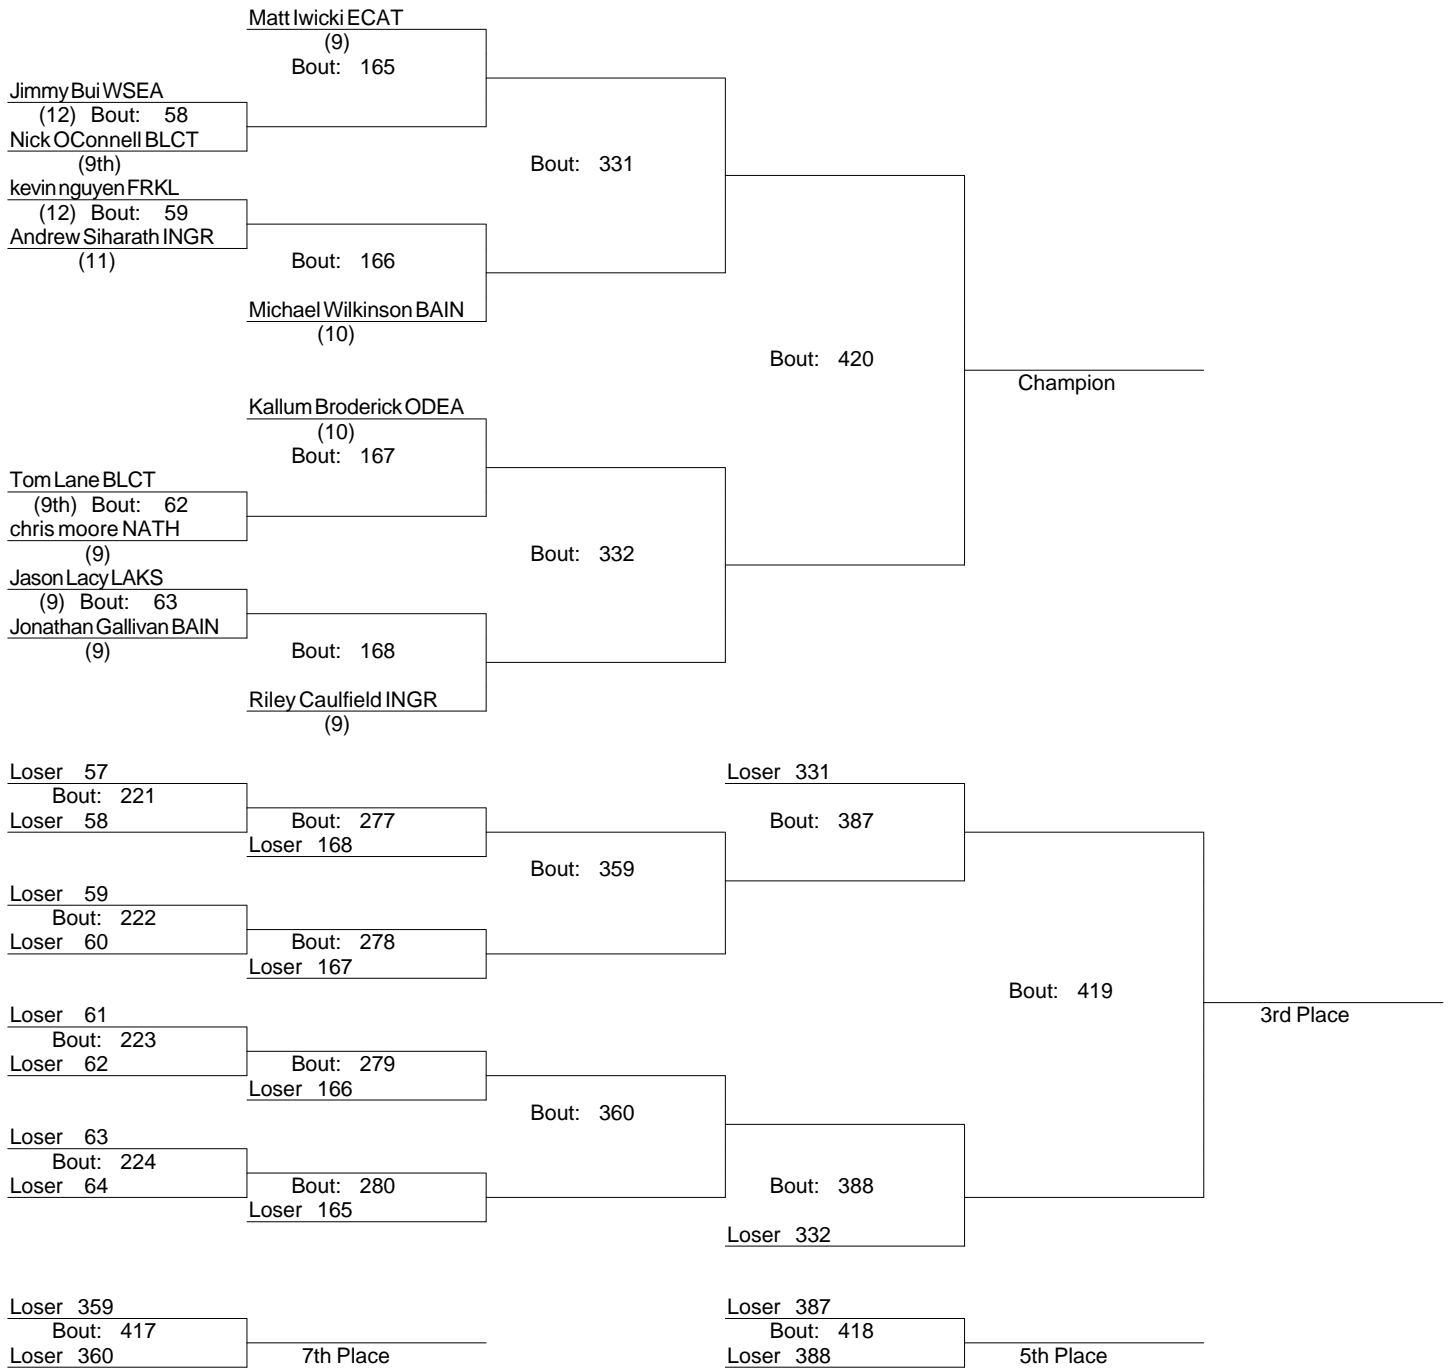 Matt Iwicki ECAT
(9)
Bout: 165
Jimmy Bui WSEA
(12) Bout: 58
Nick OConnell BLCT
(9th)
Bout: 331
kevin nguyen FRKL
(12) Bout: 59
Andrew Siharath INGR
(11)
Bout: 166
Michael Wilkinson BAIN
(10)
Bout: 420
Champion
Kallum Broderick ODEA
(10)
Bout: 167
Tom Lane BLCT
(9th) Bout: 62
chris moore NATH
(9)
Bout: 332
Jason Lacy LAKS
(9) Bout: 63
Jonathan Gallivan BAIN
(9)
Bout: 168
Riley Caulfield INGR
(9)
Loser 57
Bout: 221
Loser 58
Bout: 277
Loser 168
Loser 331
Bout: 387
Bout: 359
Loser 59
Bout: 222
Loser 60
Bout: 278
Loser 167
Bout: 419
3rd Place
Loser 61
Bout: 223
Loser 62
Bout: 279
Loser 166
Bout: 360
Loser 63
Bout: 224
Loser 64
Bout: 280
Loser 165
Bout: 388
Loser 332
Loser 359
Bout: 417
Loser 360
7th Place
Loser 387
Bout: 418
Loser 388
5th Place